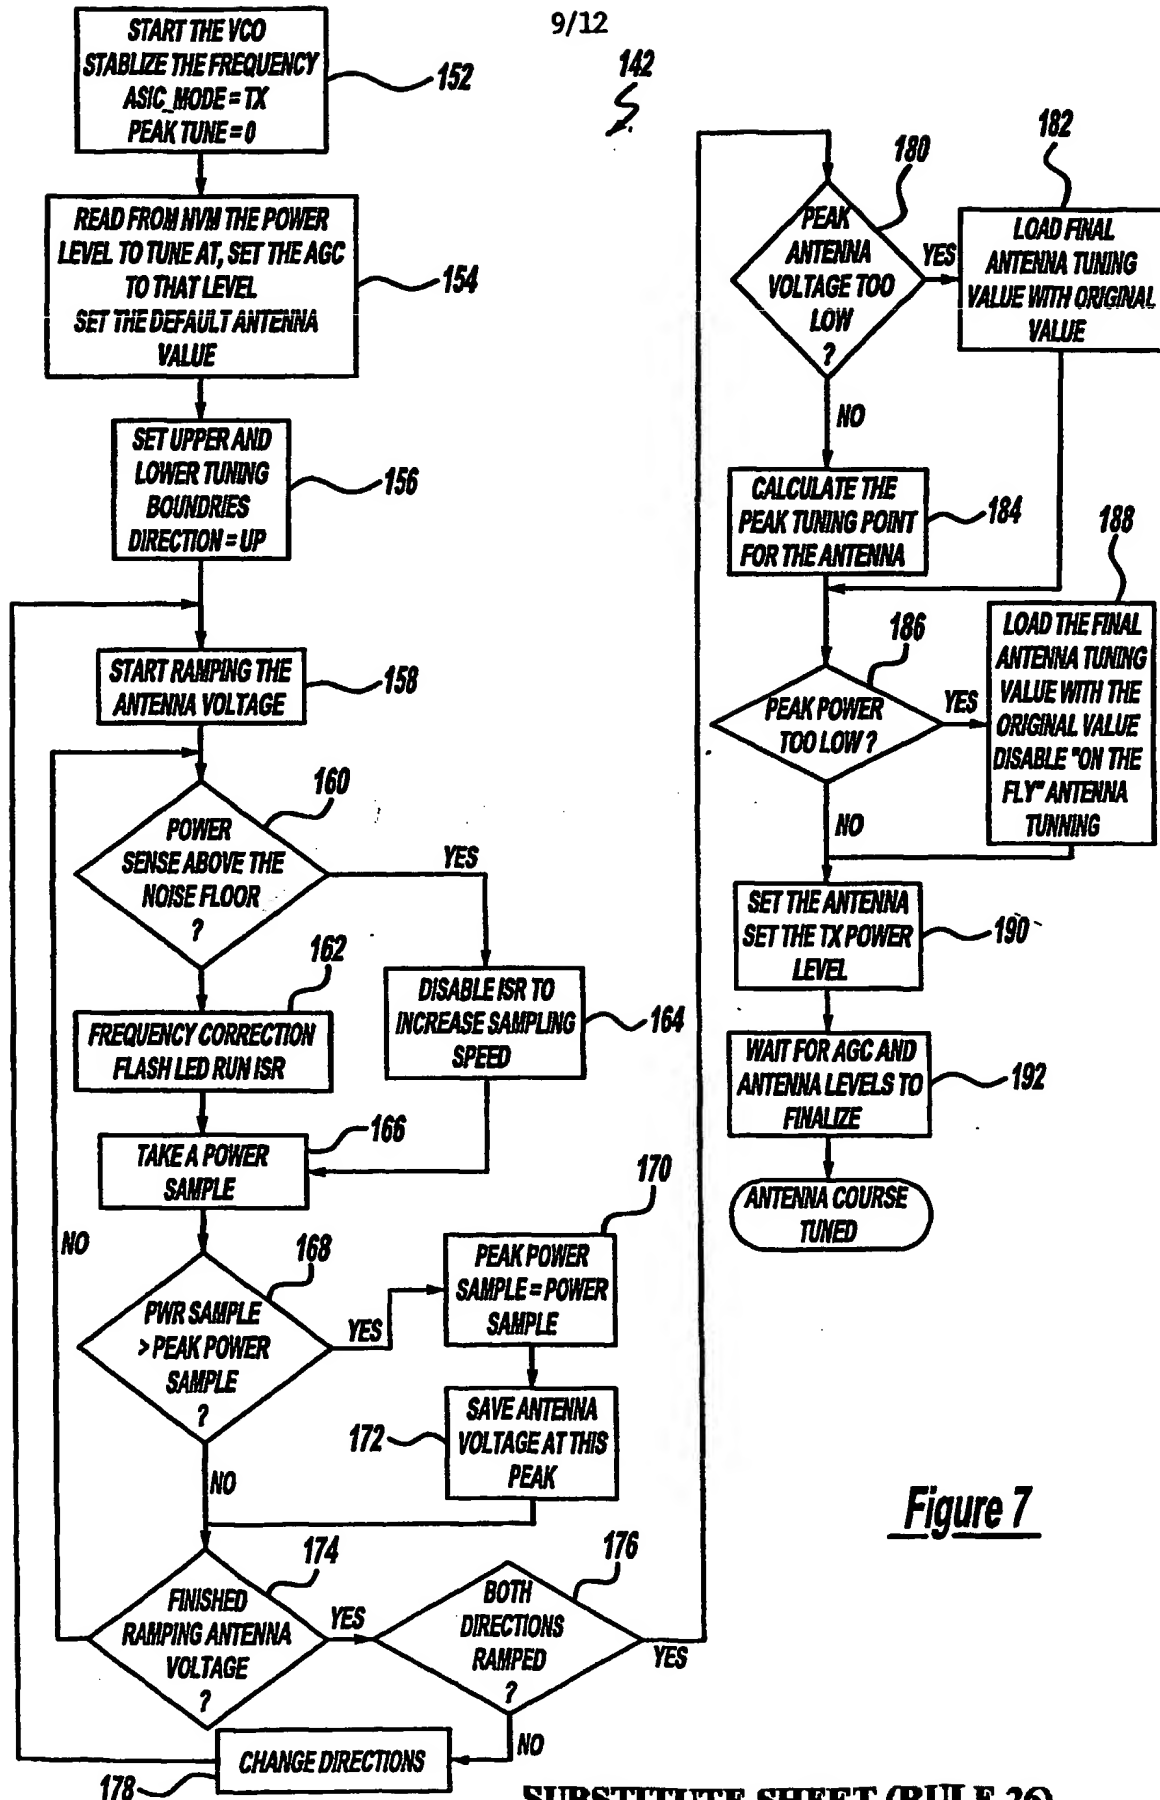 9/12
142
START THE VCO
STABLIZE THE FREQUENCY
ASIC_MODE = TX
PEAK TUNE = 0
152
READ FROM NVM THE POWER
LEVEL TO TUNE AT, SET THE AGC
TO THAT LEVEL
SET THE DEFAULT ANTENNA
VALUE
154
SET UPPER AND
LOWER TUNING
BOUNDRIES
DIRECTION = UP
156
START RAMPING THE
ANTENNA VOLTAGE
158
POWER
SENSE ABOVE THE
NOISE FLOOR
?
160
YES
FREQUENCY CORRECTION
FLASH LED RUN ISR
162
DISABLE ISR TO
INCREASE SAMPLING
SPEED
164
TAKE A POWER
SAMPLE
166
PWR SAMPLE
> PEAK POWER
SAMPLE
?
168
YES
NO
PEAK POWER
SAMPLE = POWER
SAMPLE
170
SAVE ANTENNA
VOLTAGE AT THIS
PEAK
172
FINISHED
RAMPING ANTENNA
VOLTAGE
?
174
NO
YES
BOTH
DIRECTIONS
RAMPED
?
176
YES
NO
CHANGE DIRECTIONS
178
PEAK
ANTENNA
VOLTAGE TOO
LOW
?
180
YES
NO
LOAD FINAL
ANTENNA TUNING
VALUE WITH ORIGINAL
VALUE
182
CALCULATE THE
PEAK TUNING POINT
FOR THE ANTENNA
184
PEAK POWER
TOO LOW ?
186
YES
NO
LOAD THE FINAL
ANTENNA TUNING
VALUE WITH THE
ORIGINAL VALUE
DISABLE "ON THE
FLY" ANTENNA
TUNNING
188
SET THE ANTENNA
SET THE TX POWER
LEVEL
190
WAIT FOR AGC AND
ANTENNA LEVELS TO
FINALIZE
192
ANTENNA COURSE
TUNED
Figure 7
SUBSTITUTE SHEET (RULE 26)